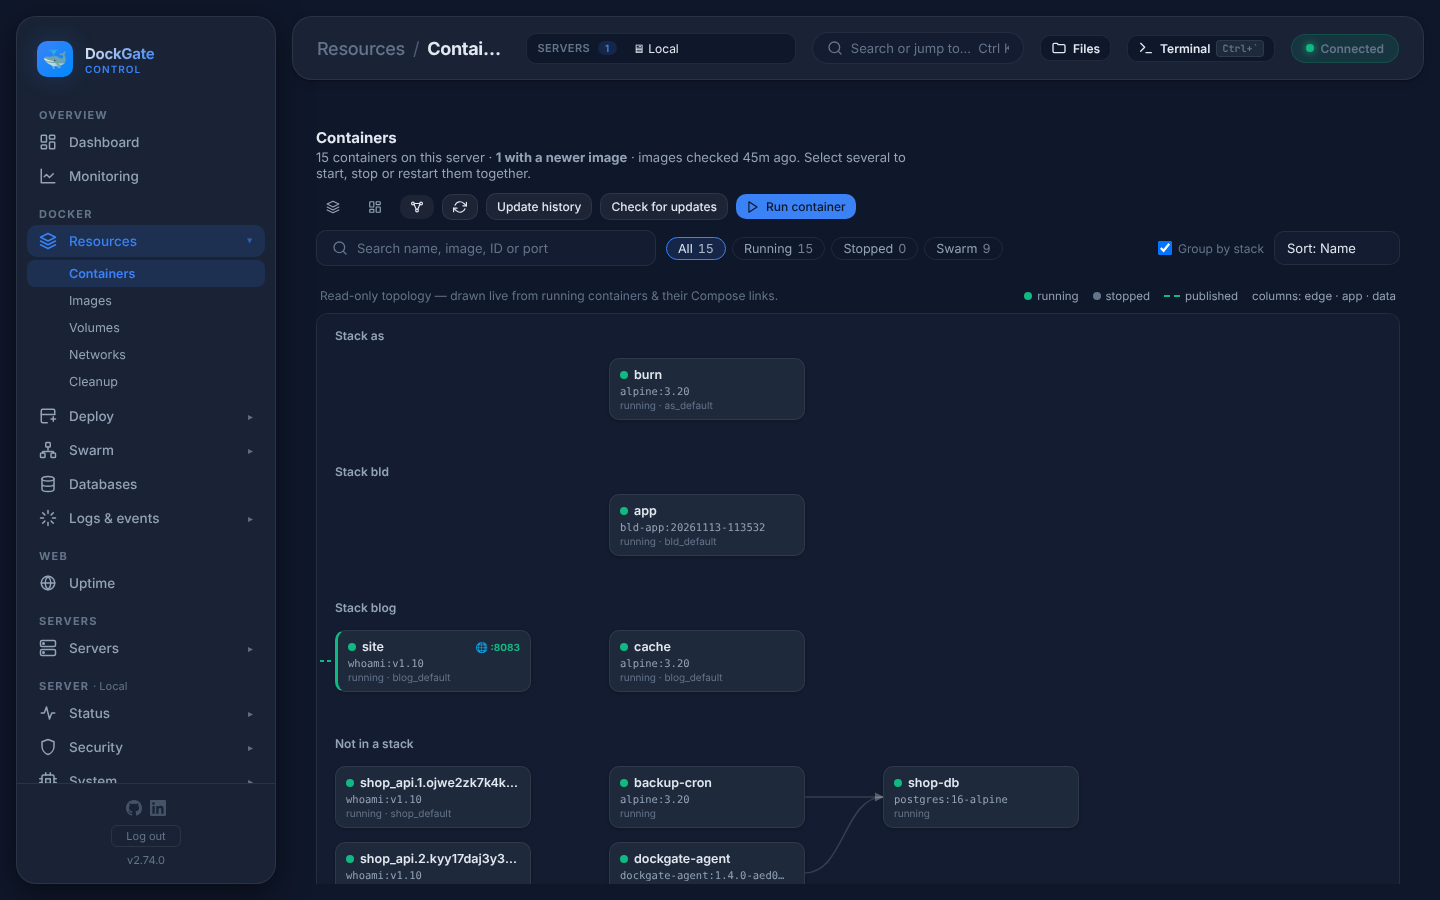 DockGate
CONTROL
OVERVIEW
Dashboard
Monitoring
DOCKER
Resources
Containers
Images
Volumes
Networks
Cleanup
Deploy
Swarm
Databases
Logs & events
WEB
Uptime
SERVERS
Servers
SERVER · Local
Status
Security
System
Log out
v2.74.0
Resources / Contai...
SERVERS 1 Local
Search or jump to... Ctrl K
Files
Terminal Ctrl+`
Connected
Containers
15 containers on this server · 1 with a newer image · images checked 45m ago. Select several to
start, stop or restart them together.
Update history
Check for updates
Run container
Search name, image, ID or port
All 15
Running 15
Stopped 0
Swarm 9
Group by stack
Sort: Name
Read-only topology — drawn live from running containers & their Compose links.
running
stopped
published
columns: edge · app · data
Stack as
burn
alpine:3.20
running · as_default
Stack bld
app
bld-app:20261113-113532
running · bld_default
Stack blog
site :8083
whoami:v1.10
running · blog_default
cache
alpine:3.20
running · blog_default
Not in a stack
shop_api.1.ojwe2zk7k4k...
whoami:v1.10
running · shop_default
backup-cron
alpine:3.20
running
shop-db
postgres:16-alpine
running
shop_api.2.kyy17daj3y3...
whoami:v1.10
dockgate-agent
dockgate-agent:1.4.0-aed0…